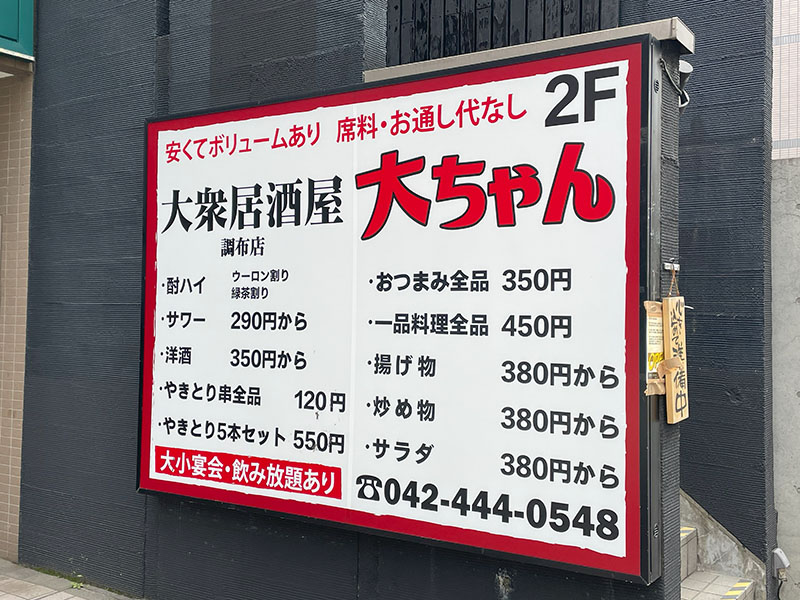 安くてボリュームあり 席料・お通し代なし 2F
大衆居酒屋 大ちゃん
調布店
・酎ハイ ウーロン割り
緑茶割り
・サワー 290円から
・洋酒 350円から
・やきとり串全品 120円
・やきとり5本セット 550円
大小宴会・飲み放題あり
・おつまみ全品 350円
・一品料理全品 450円
・揚げ物 380円から
・炒め物 380円から
・サラダ 380円から
☎042-444-0548
準備中